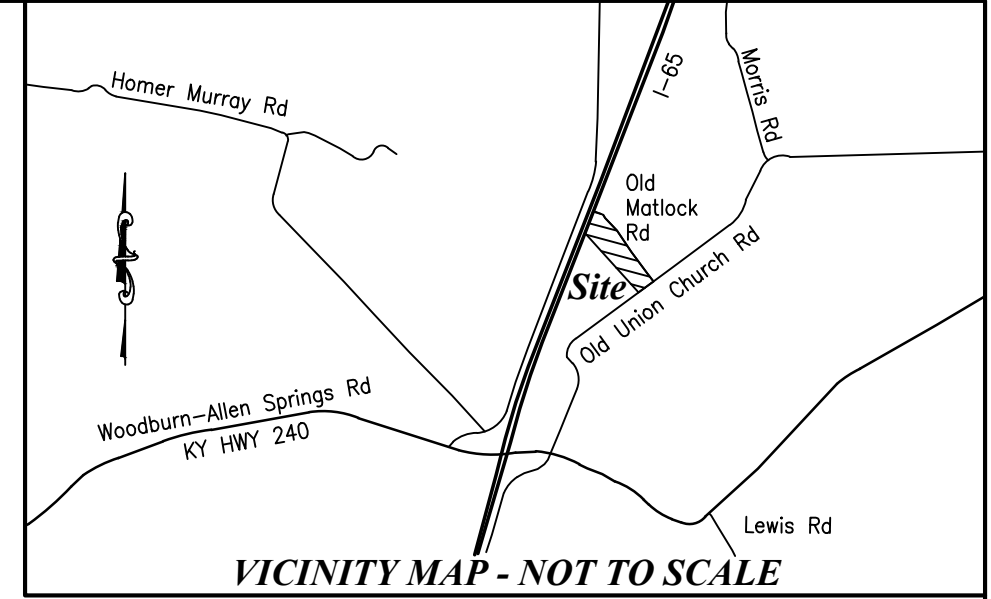 Homer Murray Rd
I-65
Morris Rd
Old
Matlock
Rd
Site
Old Union Church Rd
Woodburn-Allen Springs Rd
KY HWY 240
Lewis Rd
VICINITY MAP - NOT TO SCALE